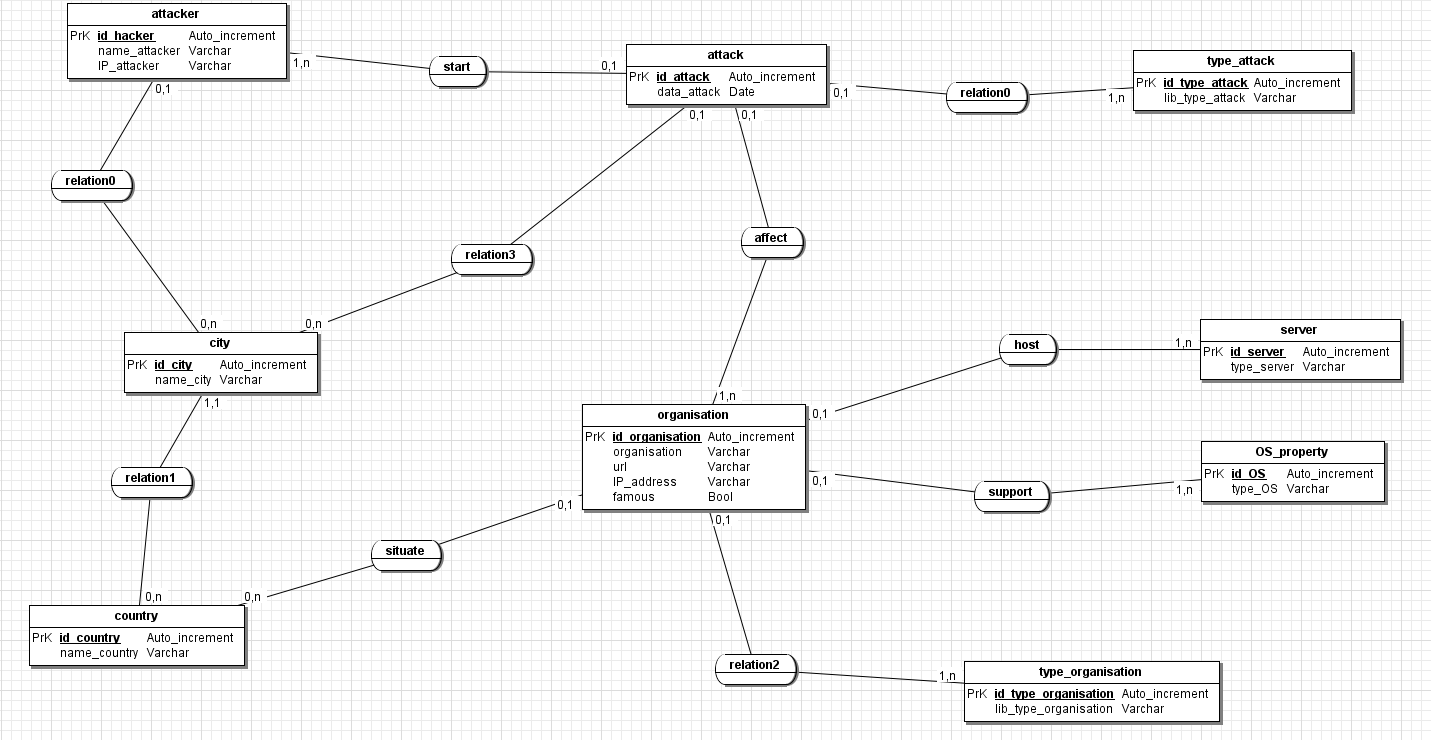 attacker
PrK id_hacker Auto_increment
name_attacker Varchar
IP_attacker Varchar
1,n
start
0,1
attack
PrK id_attack Auto_increment
data_attack Date
0,1
relation0
1,n
type_attack
PrK id_type_attack Auto_increment
lib_type_attack Varchar
0,1
relation0
0,n
0,1
relation3
0,n
0,1
affect
1,n
city
PrK id_city Auto_increment
name_city Varchar
1,1
relation1
0,n
host
1,n
0,1
server
PrK id_server Auto_increment
type_server Varchar
organisation
PrK id_organisation Auto_increment
organisation Varchar
url Varchar
IP_address Varchar
famous Bool
0,1
support
1,n
OS_property
PrK id_OS Auto_increment
type_OS Varchar
0,1
situate
0,n
country
PrK id_country Auto_increment
name_country Varchar
0,1
relation2
1,n
type_organisation
PrK id_type_organisation Auto_increment
lib_type_organisation Varchar